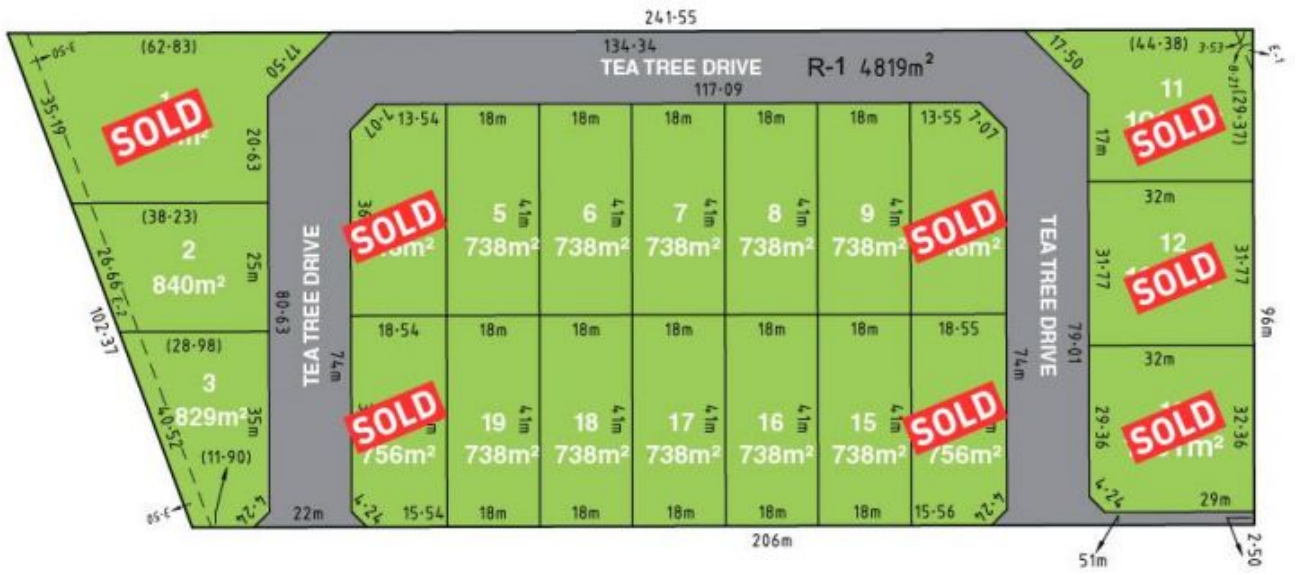 241·55
(62·83)
17·50
134·34
TEA TREE DRIVE
R-1 4819m²
117·09
17·50
(44·38)
3·53
E-1
8·21
(29·37)
3·50
35·19
SOLD
20·63
7·07
13·54
18m
18m
18m
18m
18m
13·55
7·07
11
SOLD
17m
32m
(38·23)
2
840m²
25m
26·66
E-2
102·37
SOLD
5
738m²
41m
6
738m²
41m
7
738m²
41m
8
738m²
41m
9
738m²
41m
SOLD
12
SOLD
31·77
31·77
96m
TEA TREE DRIVE
80·63
74m
TEA TREE DRIVE
79·01
74m
(28·98)
3
829m²
35m
40·52
(11·90)
3·50
4·24
18·54
18m
18m
18m
18m
18m
18·55
32m
SOLD
756m²
19
738m²
41m
18
738m²
41m
17
738m²
41m
16
738m²
41m
15
738m²
41m
SOLD
756m²
SOLD
29·36
32·36
22m
4·24
15·54
18m
18m
18m
18m
18m
15·56
4·24
4·24
29m
206m
51m
2·50